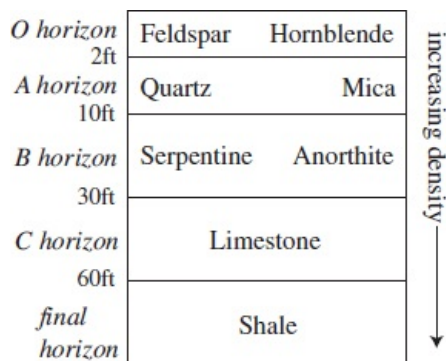 O horizon Feldspar Hornblende
2ft
A horizon Quartz Mica
10ft
B horizon Serpentine Anorthite
30ft
C horizon Limestone
60ft
final
horizon Shale
increasing density